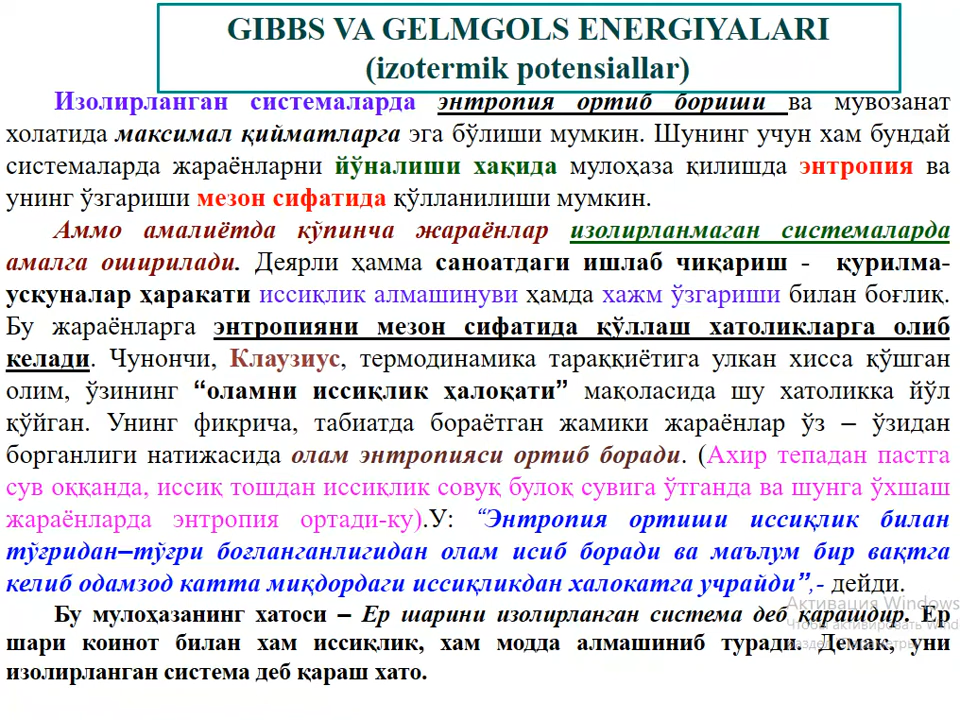 GIBBS VA GELMGOLS ENERGIYALARI
(izotermik potensiallar)
Изолирланган системаларда энтропия ортиб бориши ва мувозанат
холатида максимал қийматларга эга бўлиши мумкин. Шунинг учун хам бундай
системаларда жараёнларни йўналиши хақида мулоҳаза қилишда энтропия ва
унинг ўзгариши мезон сифатида қўлланилиши мумкин.
Аммо амалиётда кўпинча жараёнлар изолирланмаган системаларда
амалга оширилади. Деярли ҳамма саноатдаги ишлаб чиқариш - қурилма-
ускуналар ҳаракати иссиқлик алмашинуви ҳамда хажм ўзгариши билан боғлиқ.
Бу жараёнларга энтропияни мезон сифатида қўллаш хатоликларга олиб
келади. Чунончи, Клаузиус, термодинамика тараққиётига улкан хисса қўшган
олим, ўзининг “оламни иссиқлик ҳалоқати” мақоласида шу хатоликка йўл
қўйган. Унинг фикрича, табиатда бораётган жамики жараёнлар ўз – ўзидан
борганлиги натижасида олам энтропияси ортиб боради. (Ахир тепадан пастга
сув оққанда, иссиқ тошдан иссиқлик совуқ булоқ сувига ўтганда ва шунга ўхшаш
жараёнларда энтропия ортади-ку).У: “Энтропия ортиши иссиқлик билан
тўғридан–тўғри боғланганлигидан олам исиб боради ва маълум бир вақтга
келиб одамзод катта миқдордаги иссиқликдан халокатга учрайди”,- дейди.
Бу мулоҳазанинг хатоси – Ер шарини изолирланган система деб қарашдир. Ер
шари коинот билан хам иссиқлик, хам модда алмашиниб туради. Демак, уни
изолирланган система деб қараш хато.
Активация Windows
Чтобы активировать Wind